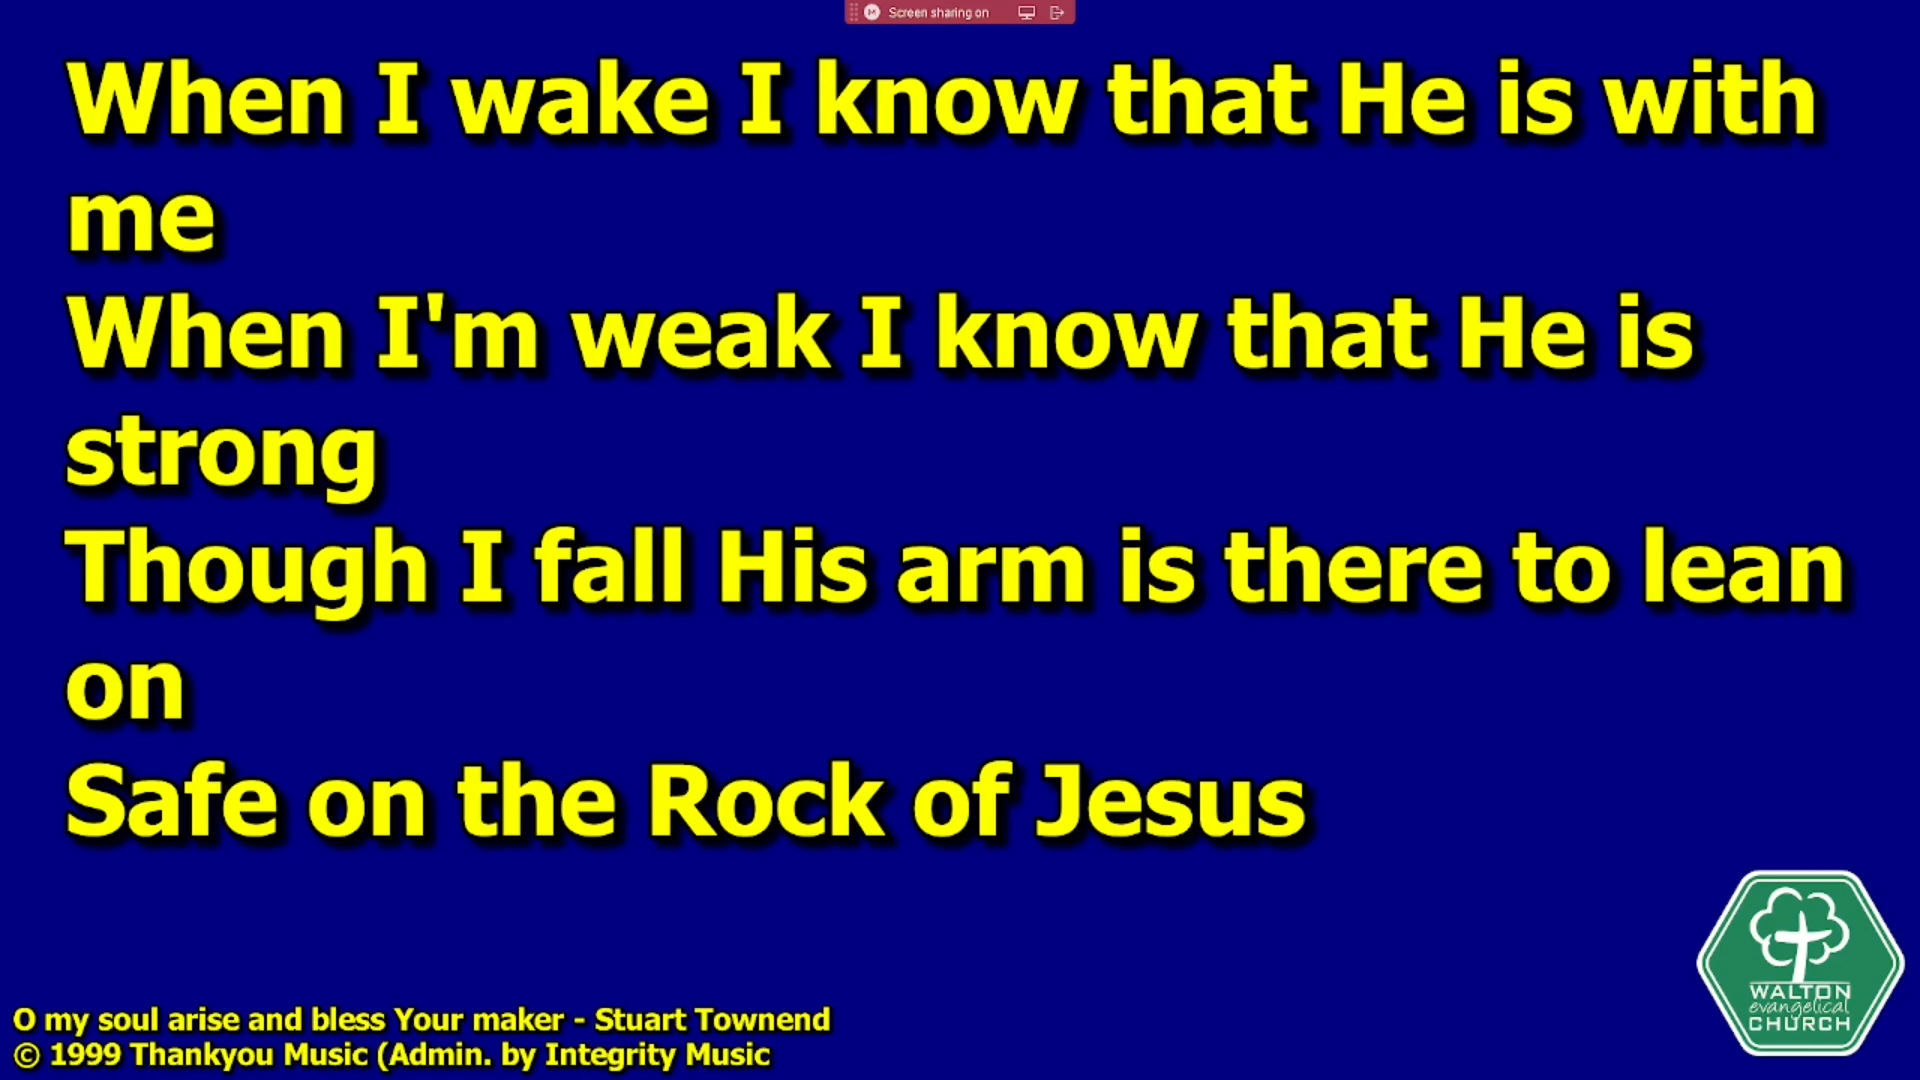 Screen sharing on
When I wake I know that He is with
me
When I'm weak I know that He is
strong
Though I fall His arm is there to lean
on
Safe on the Rock of Jesus
WALTON
evangelical
CHURCH
O my soul arise and bless Your maker - Stuart Townend
© 1999 Thankyou Music (Admin. by Integrity Music